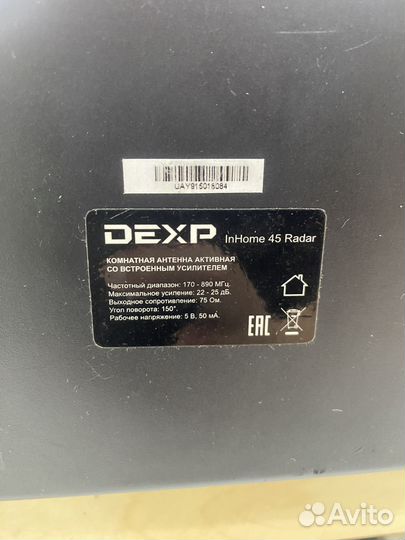 UAY915018084
DEXP InHome 45 Radar
КОМНАТНАЯ АНТЕННА АКТИВНАЯ
СО ВСТРОЕННЫМ УСИЛИТЕЛЕМ
Частотный диапазон: 170 - 890 МГц.
Максимальное усиление: 22 - 25 дБ.
Выходное сопротивление: 75 Ом.
Угол поворота: 150°.
Рабочее напряжение: 5 В, 50 мА.
EAC
Avito